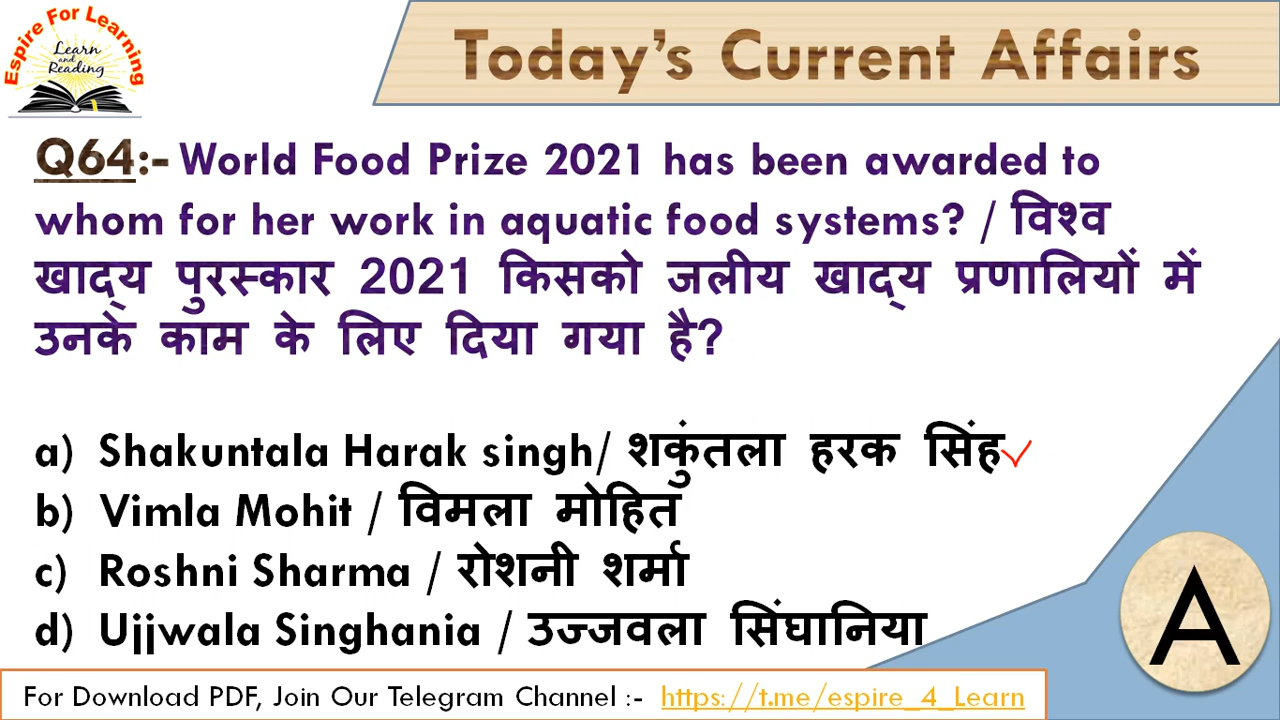 Espire For Learning
Learn
and
Reading
Today's Current Affairs
Q64:- World Food Prize 2021 has been awarded to
whom for her work in aquatic food systems? / विश्व
खाद्य पुरस्कार 2021 किसको जलीय खाद्य प्रणालियों में
उनके काम के लिए दिया गया है?
a) Shakuntala Harak singh/ शकुंतला हरक सिंह✓
b) Vimla Mohit / विमला मोहित
c) Roshni Sharma / रोशनी शर्मा
d) Ujjwala Singhania / उज्जवला सिंघानिया
A
For Download PDF, Join Our Telegram Channel :- https://t.me/espire_4_Learn